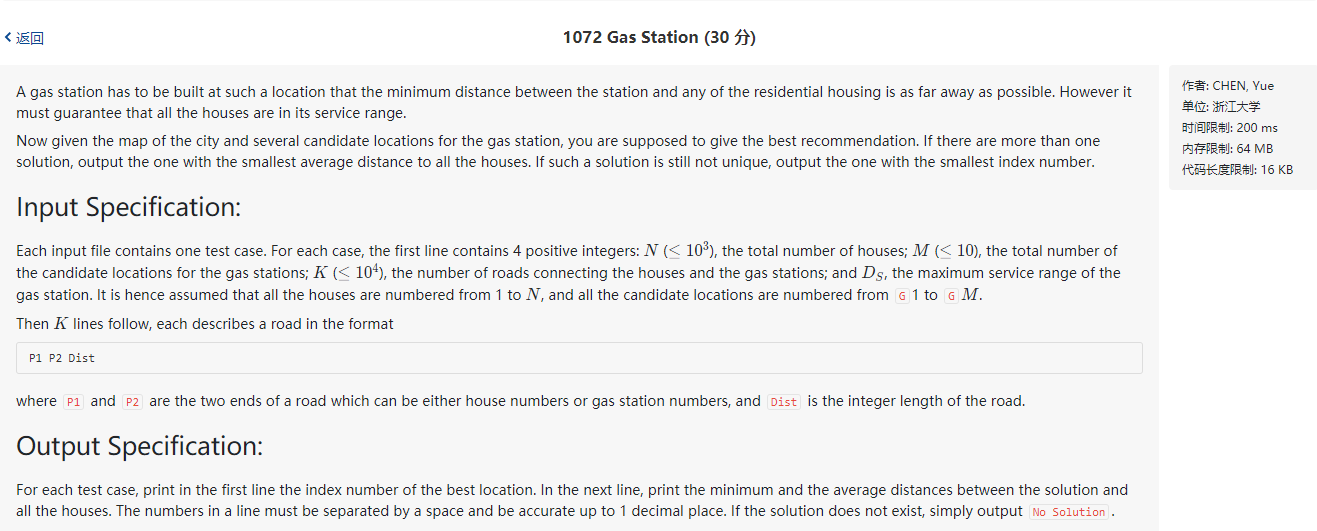 返回
1072 Gas Station (30 分)
A gas station has to be built at such a location that the minimum distance between the station and any of the residential housing is as far away as possible. However it
must guarantee that all the houses are in its service range.
Now given the map of the city and several candidate locations for the gas station, you are supposed to give the best recommendation. If there are more than one
solution, output the one with the smallest average distance to all the houses. If such a solution is still not unique, output the one with the smallest index number.
Input Specification:
Each input file contains one test case. For each case, the first line contains 4 positive integers: N (≤ 10³), the total number of houses; M (≤ 10), the total number of
the candidate locations for the gas stations; K (≤ 10⁴), the number of roads connecting the houses and the gas stations; and D_S, the maximum service range of the
gas station. It is hence assumed that all the houses are numbered from 1 to N, and all the candidate locations are numbered from G 1 to G M.
Then K lines follow, each describes a road in the format
P1 P2 Dist
where P1 and P2 are the two ends of a road which can be either house numbers or gas station numbers, and Dist is the integer length of the road.
Output Specification:
For each test case, print in the first line the index number of the best location. In the next line, print the minimum and the average distances between the solution and
all the houses. The numbers in a line must be separated by a space and be accurate up to 1 decimal place. If the solution does not exist, simply output No Solution .
作者: CHEN, Yue
单位: 浙江大学
时间限制: 200 ms
内存限制: 64 MB
代码长度限制: 16 KB